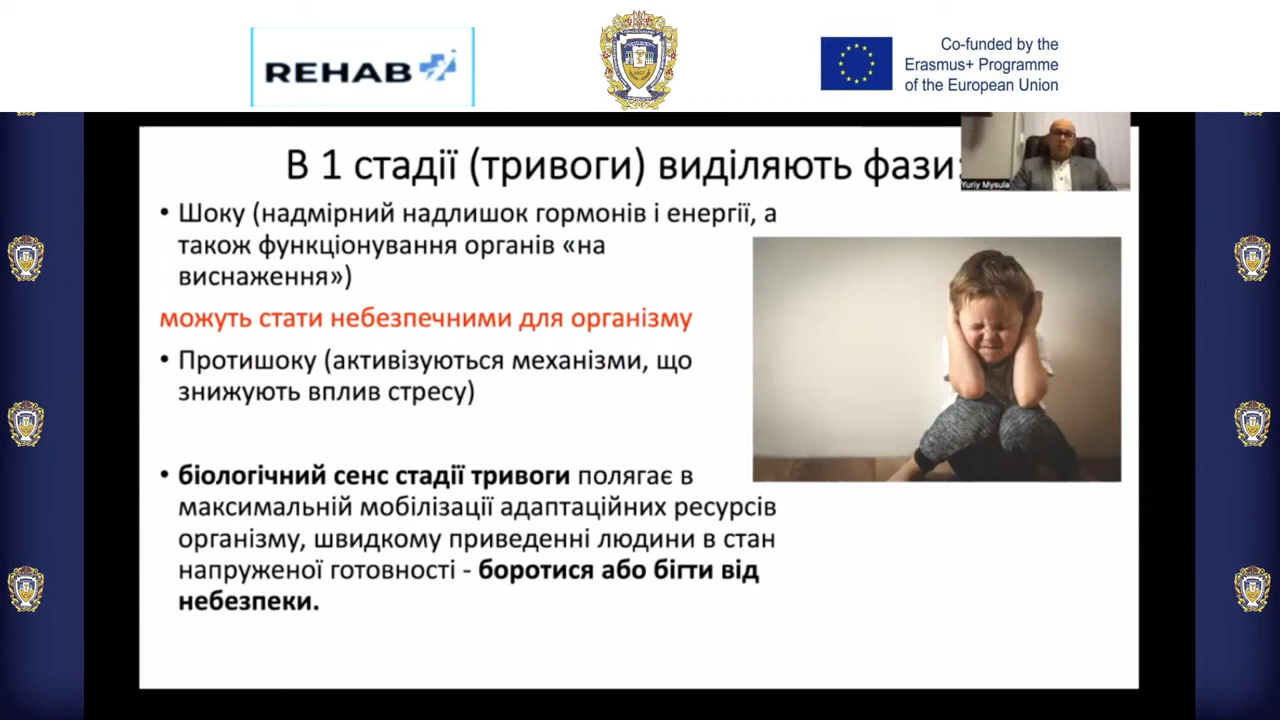 REHAB
Co-funded by the
Erasmus+ Programme
of the European Union
В 1 стадії (тривоги) виділяють фази:
Yuriy Mysula
• Шоку (надмірний надлишок гормонів і енергії, а
також функціонування органів «на
виснаження»)
можуть стати небезпечними для організму
• Протишоку (активізуються механізми, що
знижують вплив стресу)
• біологічний сенс стадії тривоги полягає в
максимальній мобілізації адаптаційних ресурсів
організму, швидкому приведенні людини в стан
напруженої готовності - боротися або бігти від
небезпеки.